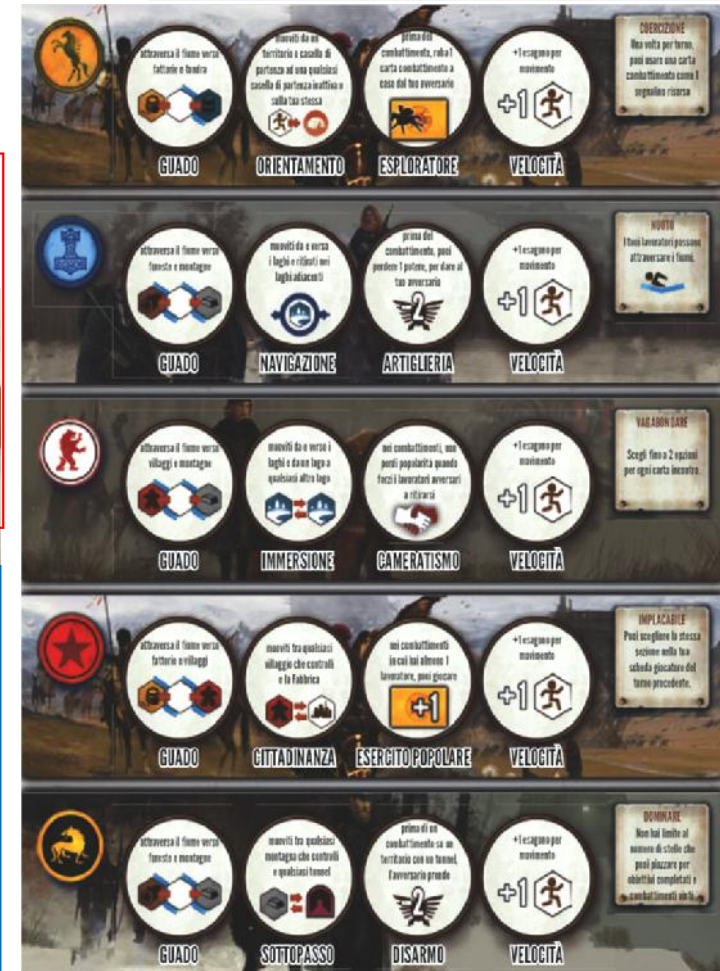 attraverso il fiume verso
fattorie e tundra
GUADO
muoviti da un
territorio o casella di
partenza ad una qualsiasi
casella di partenza inattiva o
sulla tua stessa
ORIENTAMENTO
prima del
combattimento, ruba 1
carta combattimento a
caso dal tuo avversario
ESPLORATORE
+1 esagono per
movimento
+1
VELOCITÀ
COERCIZIONE
Una volta per turno,
puoi usare una carta
combattimento come 1
segnalino risorsa
attraversa il fiume verso
foreste e montagne
GUADO
muoviti da e verso
i laghi e ritirati nei
laghi adiacenti
NAVIGAZIONE
prima del
combattimento, puoi
perdere 1 potere, per dare al
tuo avversario
2
ARTIGLIERIA
+1 esagono per
movimento
+1
VELOCITÀ
NUOTO
I tuoi lavoratori possono
attraversare i fiumi.
attraversa il fiume verso
villaggi e montagne
GUADO
muoviti da e verso i
laghi e da un lago a
qualsiasi altro lago
IMMERSIONE
nei combattimenti, non
perdi popolarità quando
forzi i lavoratori avversari
a ritirarsi
CAMERATISMO
+1 esagono per
movimento
+1
VELOCITÀ
VAGABONDARE
Scegli fino a 2 opzioni
per ogni carta incontro.
attraversa il fiume verso
fattorie e villaggi
GUADO
muoviti tra qualsiasi
villaggio che controlli
e la Fabbrica
CITTADINANZA
nei combattimenti
in cui hai almeno 1
lavoratore, puoi giocare
+1
ESERCITO POPOLARE
+1 esagono per
movimento
+1
VELOCITÀ
IMPLACABILE
Puoi scegliere la stessa
sezione nella tua
scheda giocatore del
turno precedente.
attraversa il fiume verso
foreste e montagne
GUADO
muoviti tra qualsiasi
montagna che controlli
e qualsiasi tunnel
SOTTOPASSO
prima di un
combattimento su un
territorio con un tunnel,
l'avversario prende
2
DISARMO
+1 esagono per
movimento
+1
VELOCITÀ
DOMINARE
Non hai limite al
numero di stelle che
puoi piazzare per
obiettivi completati e
combattimenti vinti